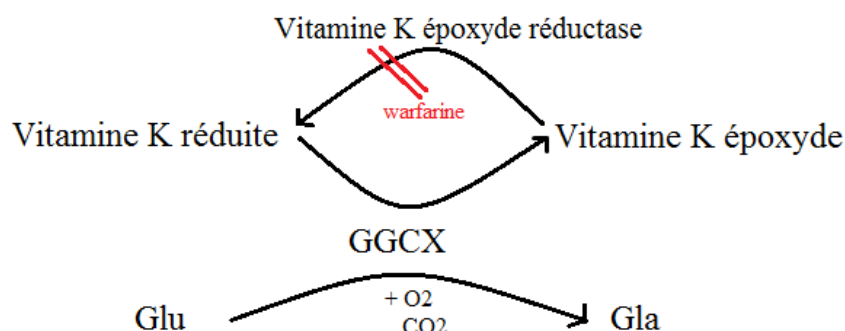 Vitamine K époxyde réductase
warfarine
Vitamine K réduite
Vitamine K époxyde
GGCX
+ O2
Glu
CO2
Gla